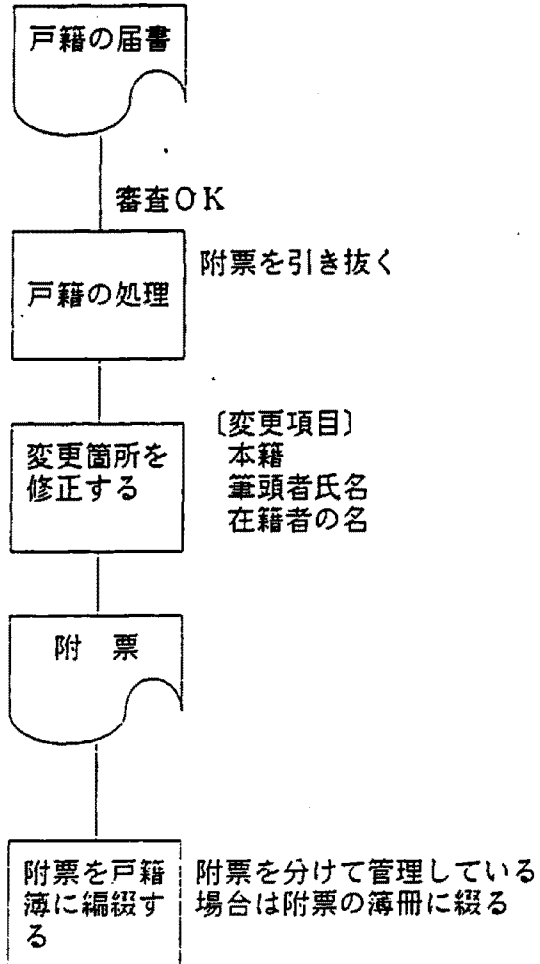 戸籍の届書
審査OK
戸籍の処理
附票を引き抜く
変更箇所を
修正する
〔変更項目〕
本籍
筆頭者氏名
在籍者の名
附 票
附票を戸籍
簿に編綴す
る
附票を分けて管理している
場合は附票の簿冊に綴る